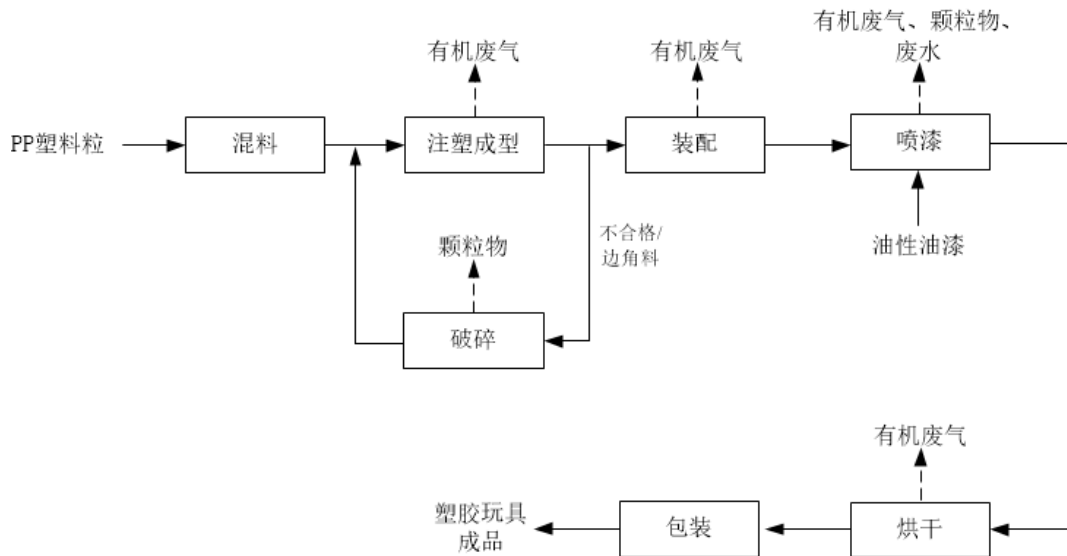 有机废气、颗粒物、
废水
有机废气
有机废气
PP塑料粒
混料
注塑成型
装配
喷漆
不合格/
边角料
颗粒物
油性油漆
破碎
有机废气
塑胶玩具
成品
包装
烘干